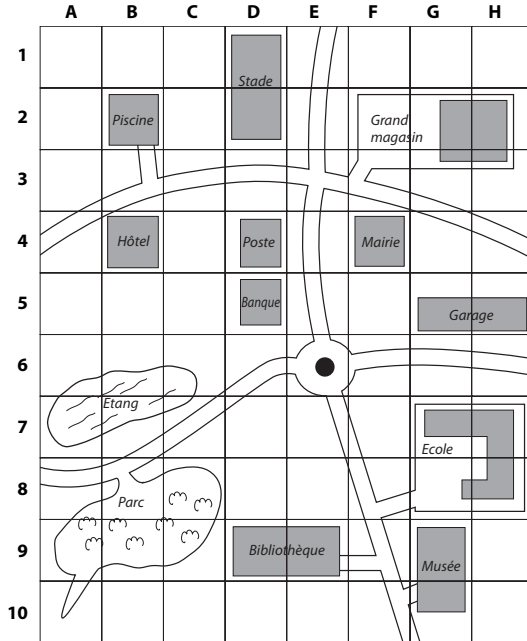 A B C D E F G H
1
Stade
2
Piscine
Grand
magasin
3
4
Hôtel
Poste
Mairie
5
Banque
Garage
6
Etang
7
Ecole
8
Parc
9
Bibliothèque
Musée
10